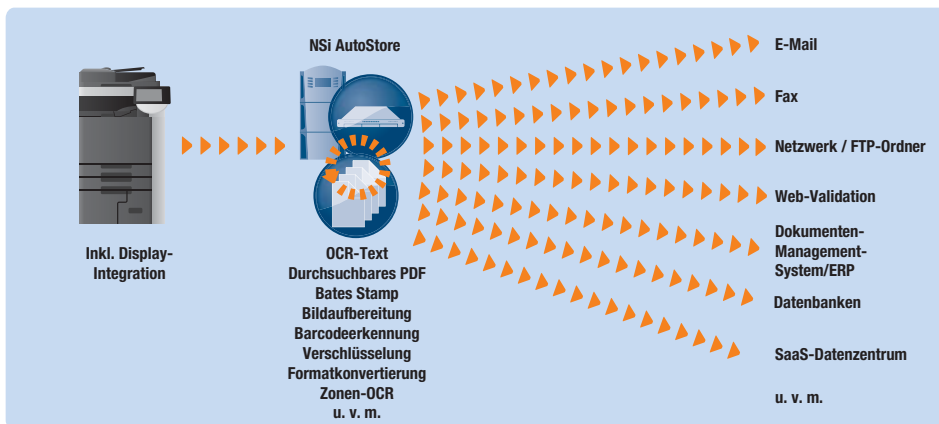 NSi AutoStore
Inkl. Display-
Integration
OCR-Text
Durchsuchbares PDF
Bates Stamp
Bildaufbereitung
Barcodeerkennung
Verschlüsselung
Formatkonvertierung
Zonen-OCR
u. v. m.
E-Mail
Fax
Netzwerk / FTP-Ordner
Web-Validation
Dokumenten-
Management-
System/ERP
Datenbanken
SaaS-Datenzentrum
u. v. m.